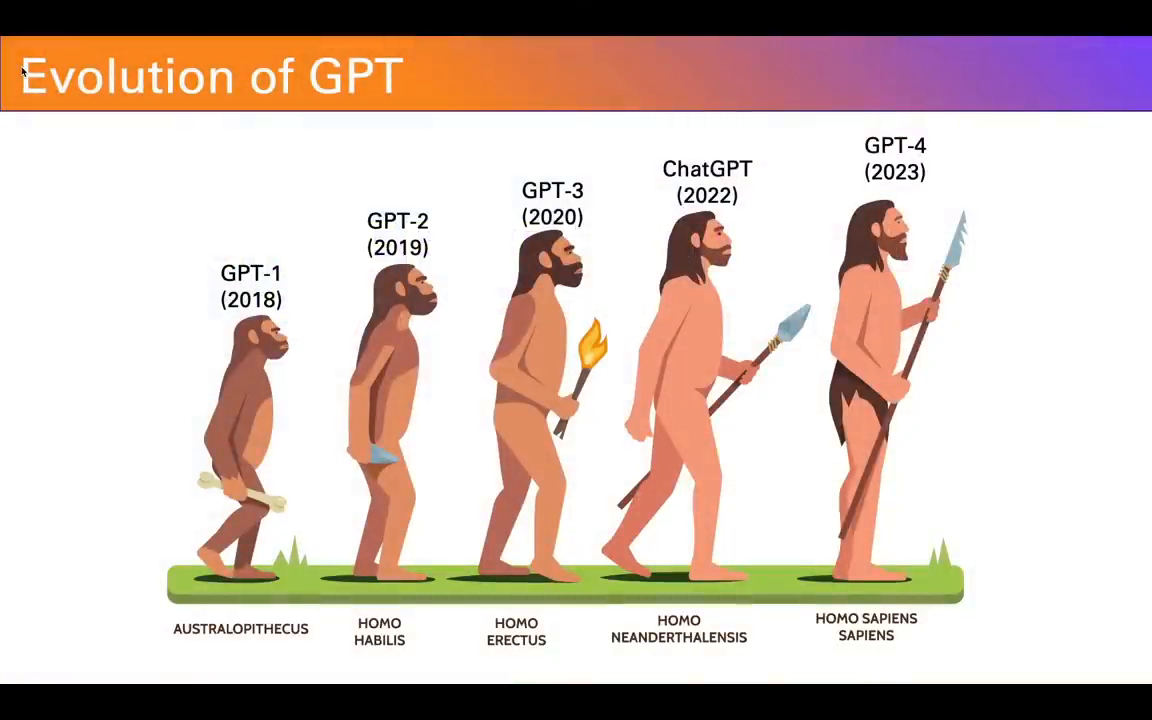 Evolution of GPT
GPT-1
(2018)
GPT-2
(2019)
GPT-3
(2020)
ChatGPT
(2022)
GPT-4
(2023)
AUSTRALOPITHECUS
HOMO
HABILIS
HOMO
ERECTUS
HOMO
NEANDERTHALENSIS
HOMO SAPIENS
SAPIENS